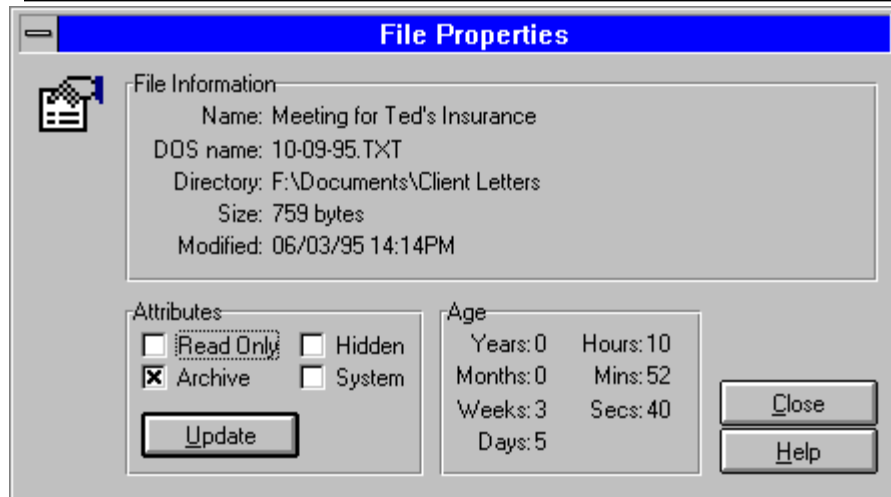 File Properties
File Information
Name: Meeting for Ted's Insurance
DOS name: 10-09-95.TXT
Directory: F:\Documents\Client Letters
Size: 759 bytes
Modified: 06/03/95 14:14PM
Attributes
Read Only Hidden
Archive System
Update
Age
Years: 0 Hours: 10
Months: 0 Mins: 52
Weeks: 3 Secs: 40
Days: 5
Close
Help